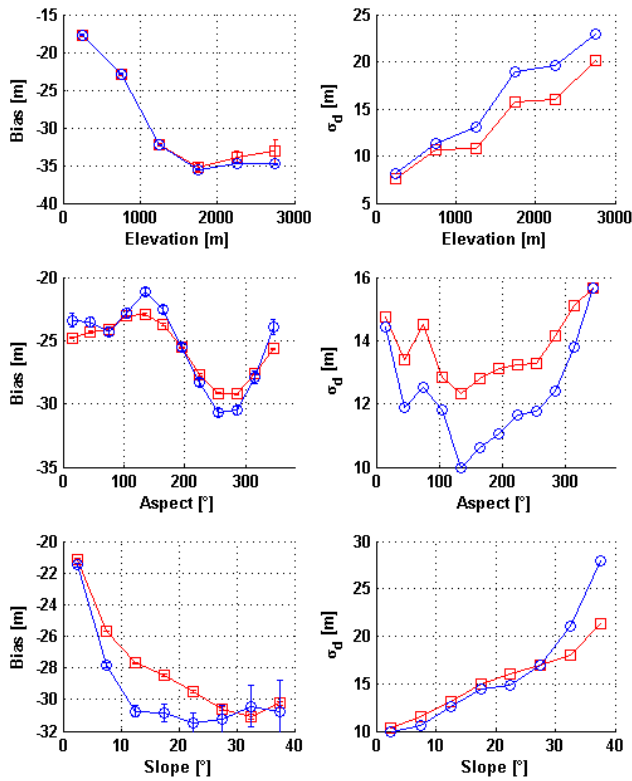 -15
-20
-25
-30
-35
-40
0 1000 2000 3000
Bias [m]
Elevation [m]
25
20
15
10
5
0 1000 2000 3000
σd [m]
Elevation [m]
-20
-25
-30
-35
0 100 200 300
Bias [m]
Aspect [°]
16
14
12
10
0 100 200 300
σd [m]
Aspect [°]
-20
-22
-24
-26
-28
-30
-32
0 10 20 30 40
Bias [m]
Slope [°]
30
25
20
15
10
0 10 20 30 40
σd [m]
Slope [°]